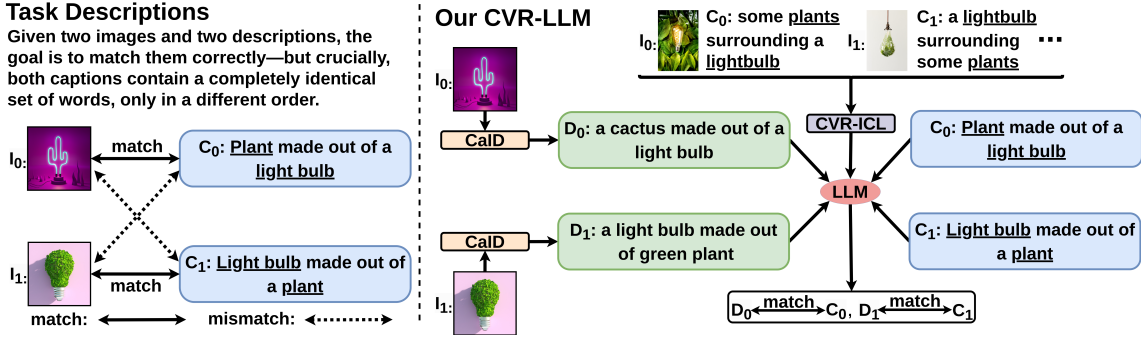 Task Descriptions
Given two images and two descriptions, the
goal is to match them correctly—but crucially,
both captions contain a completely identical
set of words, only in a different order.
I0:
match
C0: Plant made out of a
light bulb
I1:
match
C1: Light bulb made out of
a plant
match:
mismatch:
Our CVR-LLM
I0:
C0: some plants
surrounding a
lightbulb
I1:
C1: a lightbulb
surrounding
some plants
...
I0:
CaID
D0: a cactus made out of a
light bulb
CVR-ICL
C0: Plant made out of a
light bulb
LLM
CaID
D1: a light bulb made out
of green plant
C1: Light bulb made out of
a plant
I1:
D0 match C0, D1 match C1